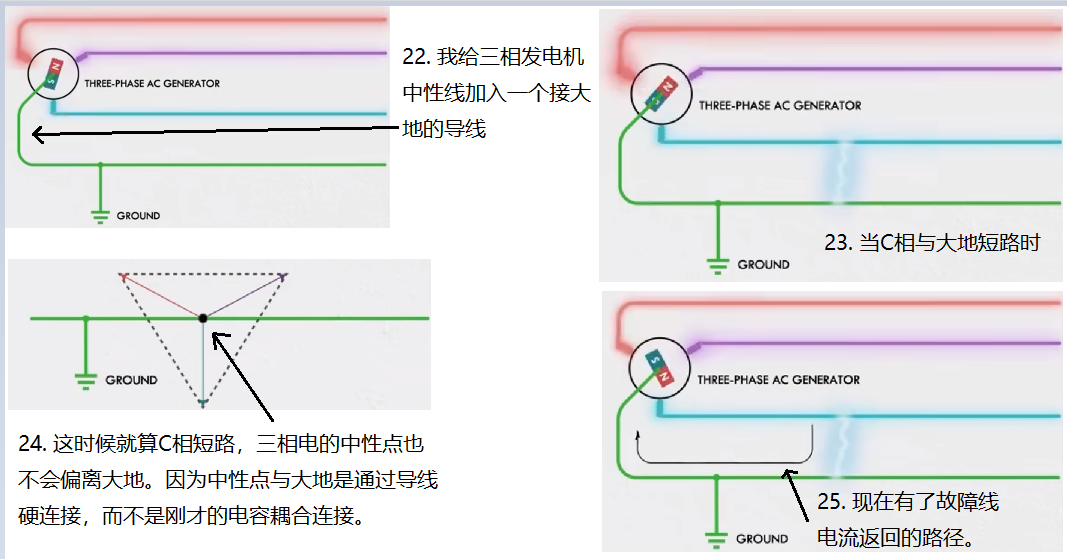 THREE-PHASE AC GENERATOR
GROUND
22. 我给三相发电机
中性线加入一个接大
地的导线
N
S
THREE-PHASE AC GENERATOR
23. 当C相与大地短路时
GROUND
GROUND
24. 这时候就算C相短路，三相电的中性点也
不会偏离大地。因为中性点与大地是通过导线
硬连接，而不是刚才的电容耦合连接。
S
N
THREE-PHASE AC GENERATOR
25. 现在有了故障线
电流返回的路径。
GROUND